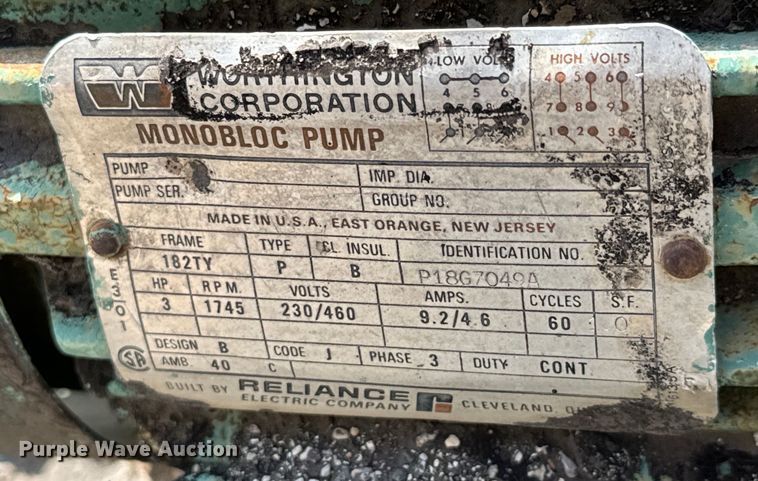 W
WORTHINGTON
CORPORATION
MONOBLOC PUMP
LOW VOLTS
4 5 6
HIGH VOLTS
4 5 6
7 8 9
1 2 3
PUMP
IMP. DIA.
PUMP SER.
GROUP NO.
MADE IN U.S.A., EAST ORANGE, NEW JERSEY
FRAME TYPE CL. INSUL. IDENTIFICATION NO.
182TY P B P18G7049A
HP. R.P.M. VOLTS AMPS. CYCLES S.F.
3 1745 230/460 9.2/4.6 60
DESIGN B CODE J PHASE 3 DUTY CONT
AMB. 40 C
E301
SA
BUILT BY RELIANCE
ELECTRIC COMPANY
CLEVELAND,
Purple Wave Auction